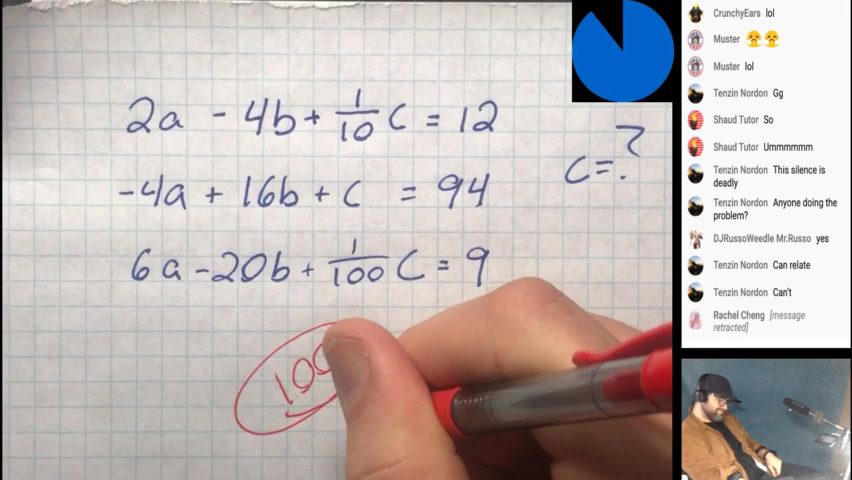 2a - 4b + 1/10 c = 12
-4a + 16b + c = 94
6a - 20b + 1/100 c = 9
c = ?
100
CrunchyEars lol
Muster 😤😤
Muster lol
Tenzin Nordon Gg
Shaud Tutor So
Shaud Tutor Ummmmmm
Tenzin Nordon This silence is
deadly
Tenzin Nordon Anyone doing the
problem?
DJRussoWeedle Mr.Russo yes
Tenzin Nordon Can relate
Tenzin Nordon Can't
Rachel Cheng [message
retracted]